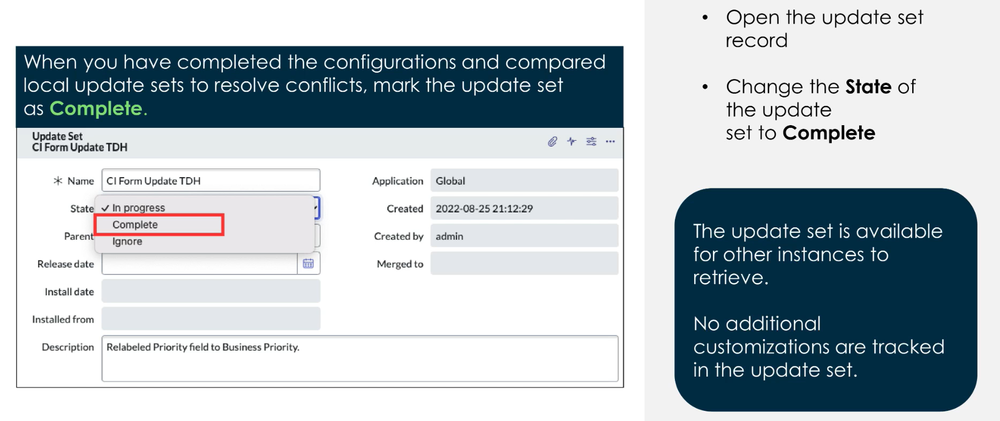 When you have completed the configurations and compared
local update sets to resolve conflicts, mark the update set
as Complete.
Update Set
CI Form Update TDH
Name
CI Form Update TDH
State
✓ In progress
Complete
Ignore
Parent
Release date
Install date
Installed from
Application
Global
Created
2022-08-25 21:12:29
Created by
admin
Merged to
Description
Relabeled Priority field to Business Priority.
• Open the update set
record
• Change the State of
the update
set to Complete
The update set is available
for other instances to
retrieve.
No additional
customizations are tracked
in the update set.